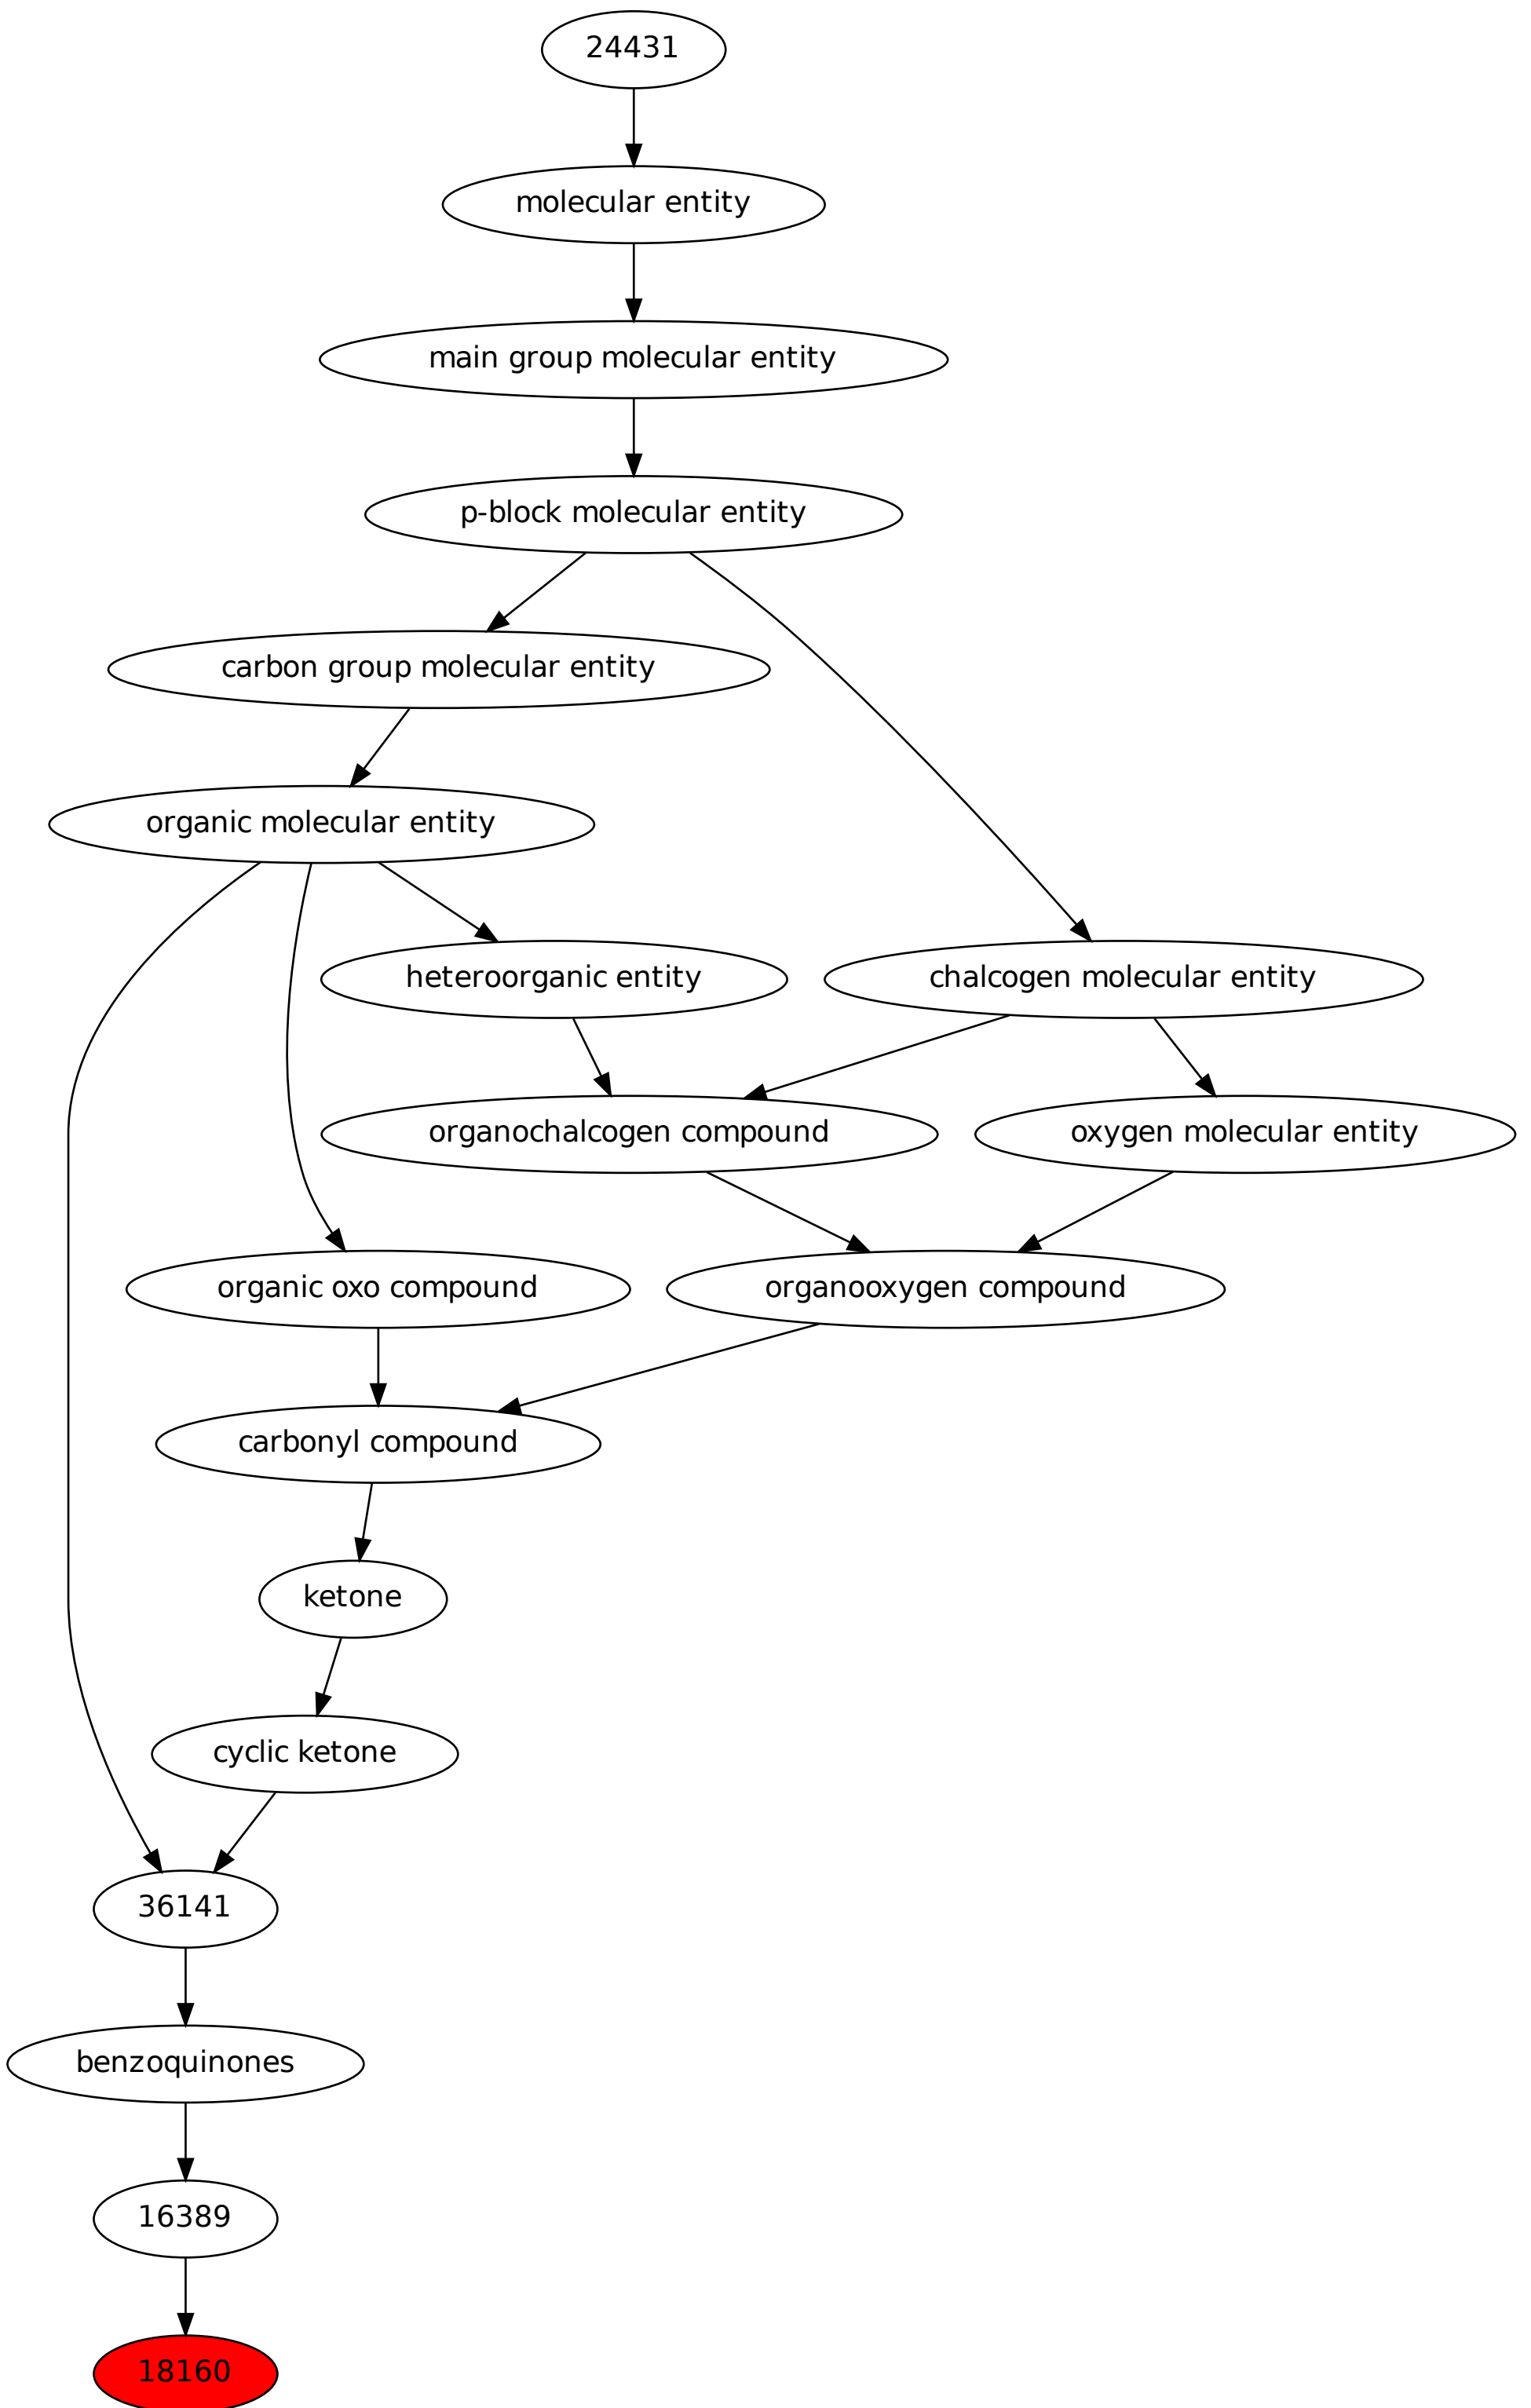 24431
molecular entity
main group molecular entity
p-block molecular entity
carbon group molecular entity
organic molecular entity
heteroorganic entity
chalcogen molecular entity
organochalcogen compound
oxygen molecular entity
organic oxo compound
organooxygen compound
carbonyl compound
ketone
cyclic ketone
36141
benzoquinones
16389
18160